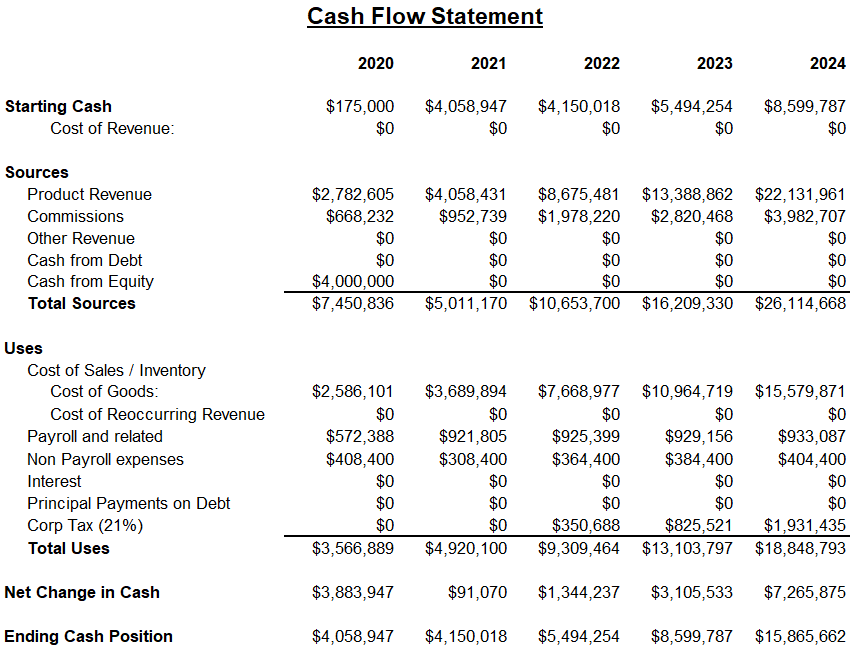 Cash Flow Statement
2020 2021 2022 2023 2024
Starting Cash $175,000 $4,058,947 $4,150,018 $5,494,254 $8,599,787
Cost of Revenue: $0 $0 $0 $0 $0
Sources
Product Revenue $2,782,605 $4,058,431 $8,675,481 $13,388,862 $22,131,961
Commissions $668,232 $952,739 $1,978,220 $2,820,468 $3,982,707
Other Revenue $0 $0 $0 $0 $0
Cash from Debt $0 $0 $0 $0 $0
Cash from Equity $4,000,000 $0 $0 $0 $0
Total Sources $7,450,836 $5,011,170 $10,653,700 $16,209,330 $26,114,668
Uses
Cost of Sales / Inventory
Cost of Goods: $2,586,101 $3,689,894 $7,668,977 $10,964,719 $15,579,871
Cost of Reoccurring Revenue $0 $0 $0 $0 $0
Payroll and related $572,388 $921,805 $925,399 $929,156 $933,087
Non Payroll expenses $408,400 $308,400 $364,400 $384,400 $404,400
Interest $0 $0 $0 $0 $0
Principal Payments on Debt $0 $0 $0 $0 $0
Corp Tax (21%) $0 $0 $350,688 $825,521 $1,931,435
Total Uses $3,566,889 $4,920,100 $9,309,464 $13,103,797 $18,848,793
Net Change in Cash $3,883,947 $91,070 $1,344,237 $3,105,533 $7,265,875
Ending Cash Position $4,058,947 $4,150,018 $5,494,254 $8,599,787 $15,865,662